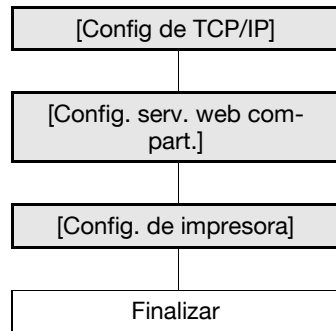 [Config de TCP/IP]
[Config. serv. web com-
part.]
[Config. de impresora]
Finalizar